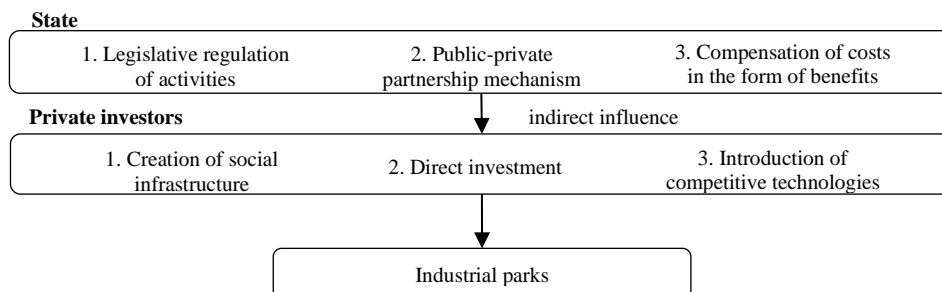 State
1. Legislative regulation
of activities
2. Public-private
partnership mechanism
3. Compensation of costs
in the form of benefits
Private investors
indirect influence
1. Creation of social
infrastructure
2. Direct investment
3. Introduction of
competitive technologies
Industrial parks